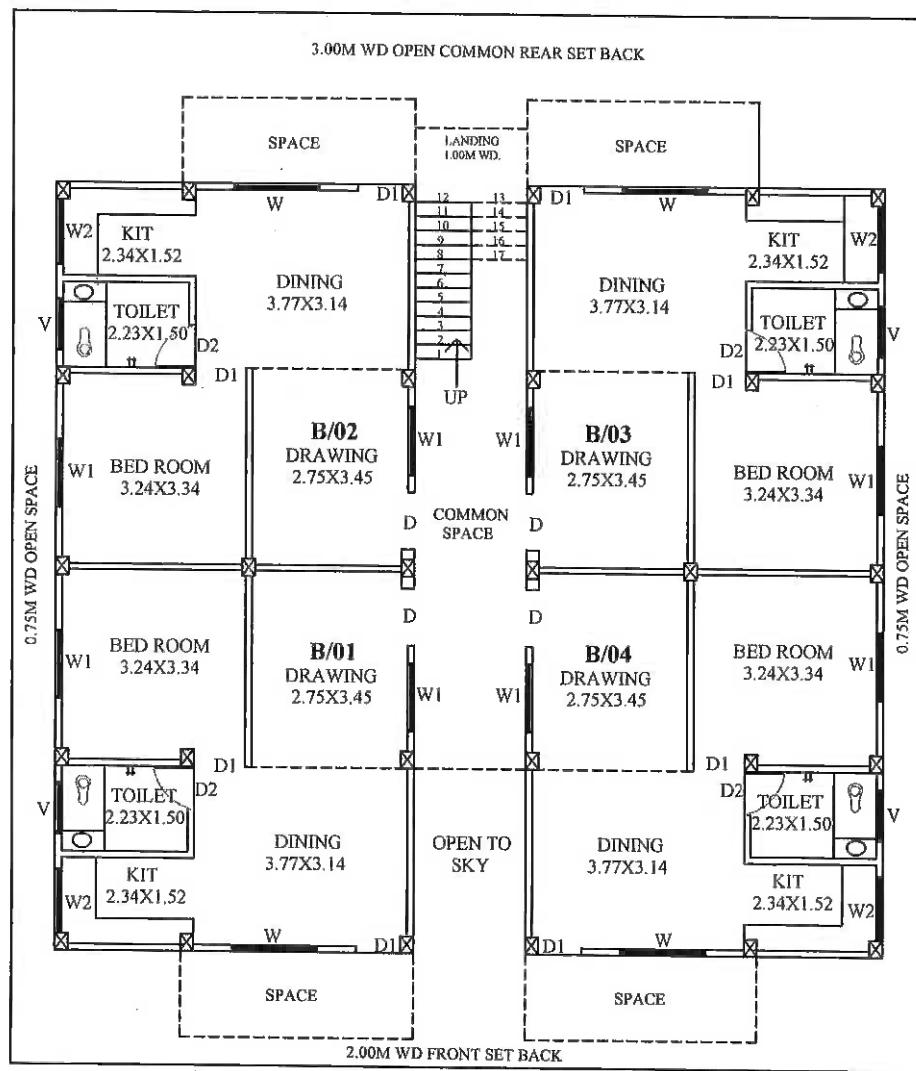 3.00M WD OPEN COMMON REAR SET BACK
SPACE
LANDING
1.00M WD.
SPACE
D1
12
13
D1
W
11
14
W
W2
KIT
2.34X1.52
10
15
KIT
2.34X1.52
W2
9
16
8
17
DINING
3.77X3.14
7
6
DINING
3.77X3.14
5
TOILET
2.23X1.50
4
TOILET
2.23X1.50
V
3
V
D2
2
D2
1
D1
UP
D1
B/02
DRAWING
2.75X3.45
W1
W1
B/03
DRAWING
2.75X3.45
W1
BED ROOM
3.24X3.34
BED ROOM
3.24X3.34
W1
0.75M WD OPEN SPACE
D
COMMON
SPACE
D
0.75M WD OPEN SPACE
D
D
W1
BED ROOM
3.24X3.34
B/01
DRAWING
2.75X3.45
W1
W1
B/04
DRAWING
2.75X3.45
BED ROOM
3.24X3.34
W1
D1
D1
V
TOILET
2.23X1.50
D2
D2
TOILET
2.23X1.50
V
DINING
3.77X3.14
OPEN TO
SKY
DINING
3.77X3.14
W2
KIT
2.34X1.52
KIT
2.34X1.52
W2
W
D1
D1
W
SPACE
SPACE
2.00M WD FRONT SET BACK